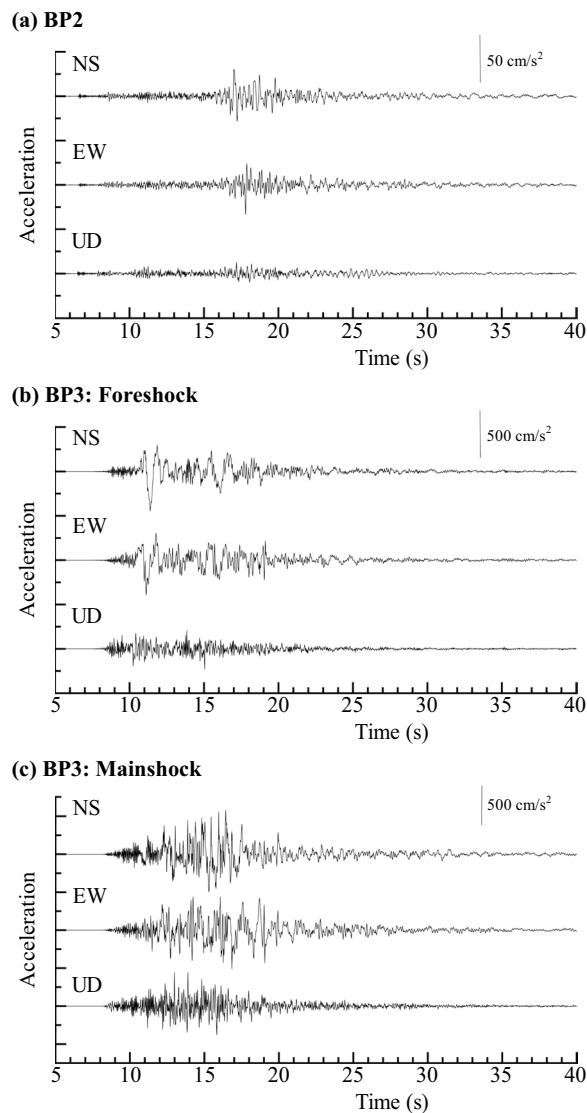 (a) BP2
NS
50 cm/s²
EW
UD
Acceleration
5 10 15 20 25 30 35 40
Time (s)
(b) BP3: Foreshock
NS
500 cm/s²
EW
UD
Acceleration
5 10 15 20 25 30 35 40
Time (s)
(c) BP3: Mainshock
NS
500 cm/s²
EW
UD
Acceleration
5 10 15 20 25 30 35 40
Time (s)